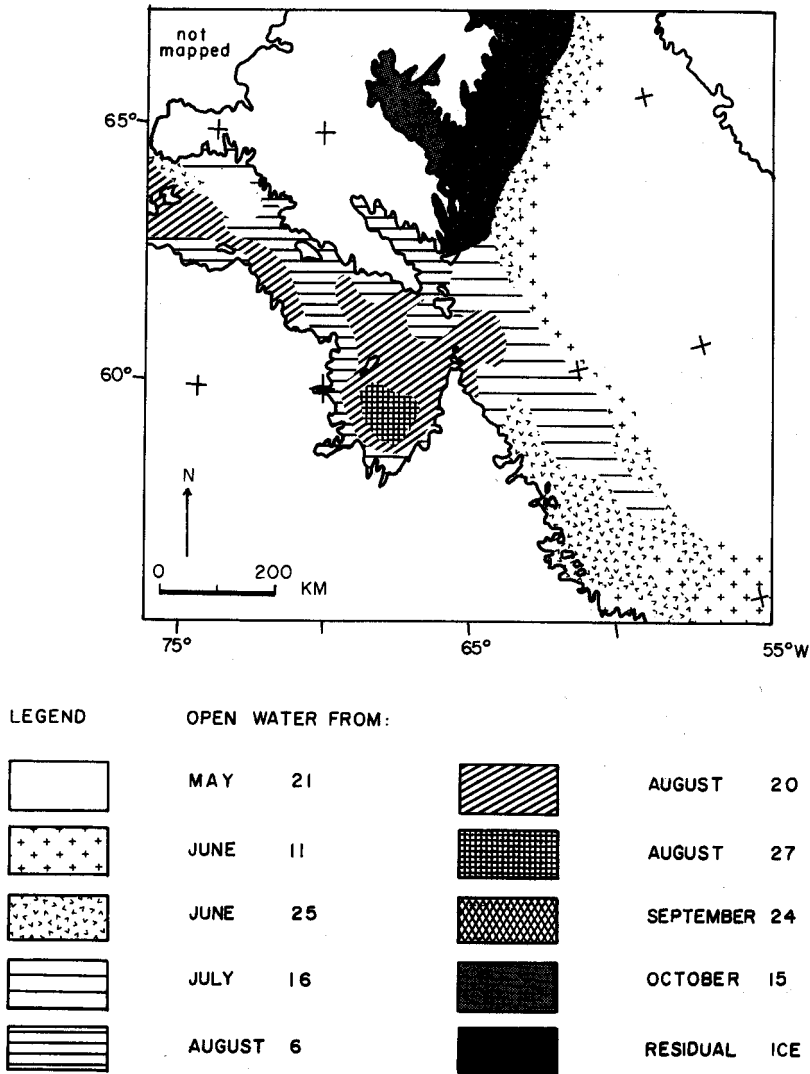 not
mapped
65°
60°
N
0 200
KM
75° 65° 55°W
LEGEND OPEN WATER FROM:
MAY 21
JUNE 11
JUNE 25
JULY 16
AUGUST 6
AUGUST 20
AUGUST 27
SEPTEMBER 24
OCTOBER 15
RESIDUAL ICE